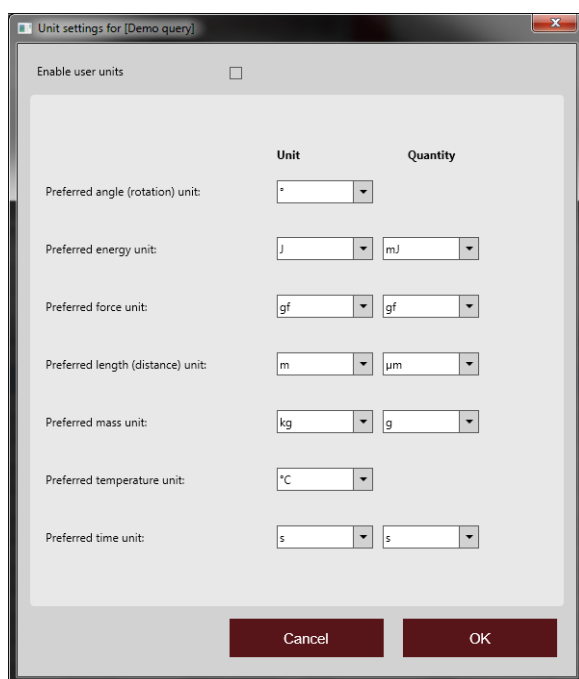 Unit settings for [Demo query]
Enable user units
Unit Quantity
Preferred angle (rotation) unit: °
Preferred energy unit: J mJ
Preferred force unit: gf gf
Preferred length (distance) unit: m µm
Preferred mass unit: kg g
Preferred temperature unit: °C
Preferred time unit: s s
Cancel OK